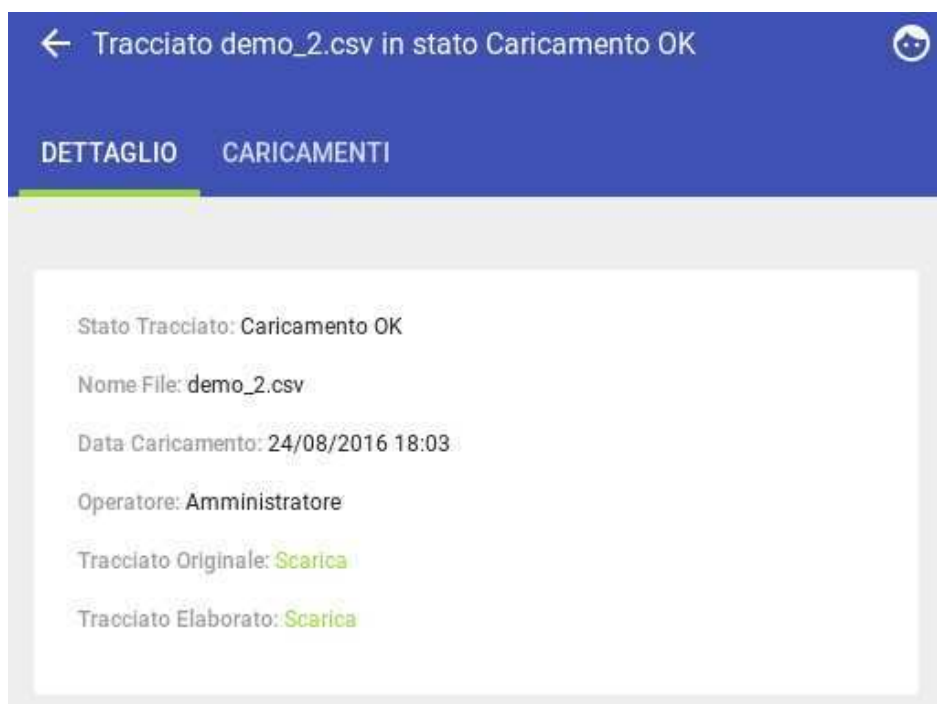 Tracciato demo_2.csv in stato Caricamento OK
DETTAGLIO CARICAMENTI
Stato Tracciato: Caricamento OK
Nome File: demo_2.csv
Data Caricamento: 24/08/2016 18:03
Operatore: Amministratore
Tracciato Originale: Scarica
Tracciato Elaborato: Scarica